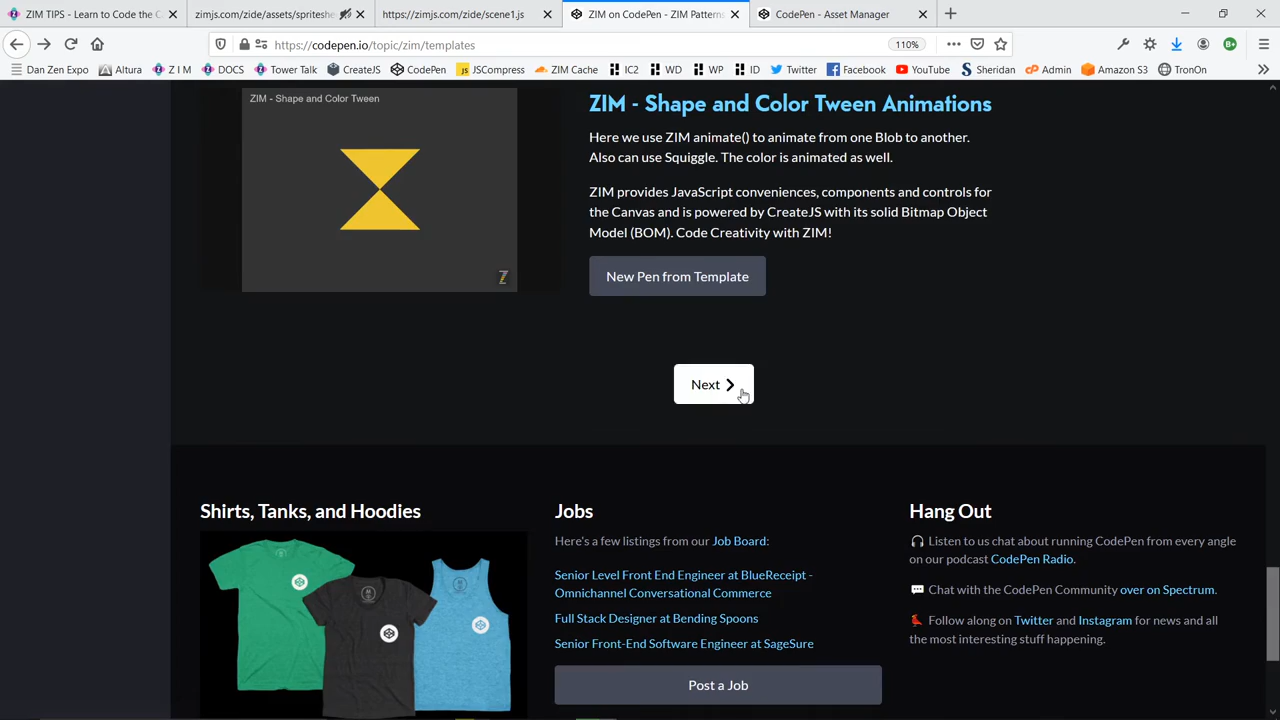 ZIM TIPS - Learn to Code the C
zimjs.com/zide/assets/spriteshe
https://zimjs.com/zide/scene1.js
ZIM on CodePen - ZIM Patterns
CodePen - Asset Manager
https://codepen.io/topic/zim/templates
110%
Dan Zen Expo
Altura
Z I M
DOCS
Tower Talk
CreateJS
CodePen
JSCompress
ZIM Cache
IC2
WD
WP
ID
Twitter
Facebook
YouTube
Sheridan
Admin
Amazon S3
TronOn
ZIM - Shape and Color Tween
ZIM - Shape and Color Tween Animations
Here we use ZIM animate() to animate from one Blob to another.
Also can use Squiggle. The color is animated as well.
ZIM provides JavaScript conveniences, components and controls for
the Canvas and is powered by CreateJS with its solid Bitmap Object
Model (BOM). Code Creativity with ZIM!
New Pen from Template
Next
Shirts, Tanks, and Hoodies
Jobs
Here's a few listings from our Job Board:
Senior Level Front End Engineer at BlueReceipt -
Omnichannel Conversational Commerce
Full Stack Designer at Bending Spoons
Senior Front-End Software Engineer at SageSure
Post a Job
Hang Out
Listen to us chat about running CodePen from every angle
on our podcast CodePen Radio.
Chat with the CodePen Community over on Spectrum.
Follow along on Twitter and Instagram for news and all
the most interesting stuff happening.